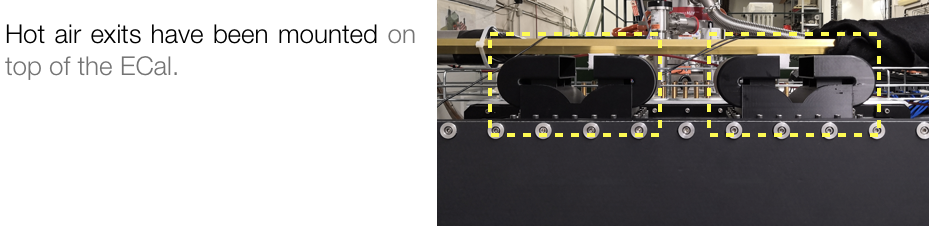 Hot air exits have been mounted on
top of the ECal.